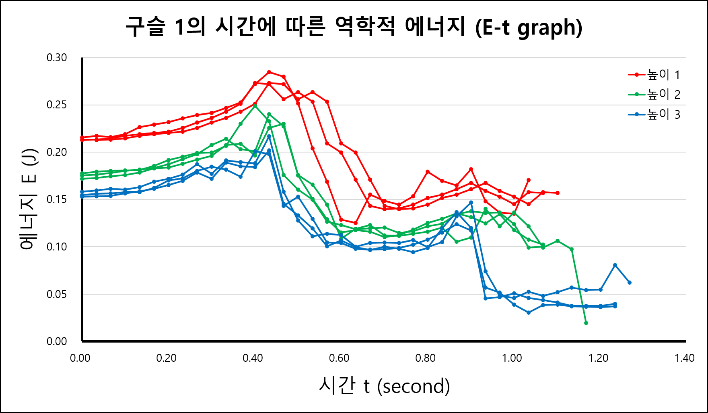 구슬 1의 시간에 따른 역학적 에너지 (E-t graph)
0.30
높이 1
높이 2
높이 3
0.25
0.20
0.15
0.10
0.05
0.00
에너지 E (J)
0.00 0.20 0.40 0.60 0.80 1.00 1.20 1.40
시간 t (second)